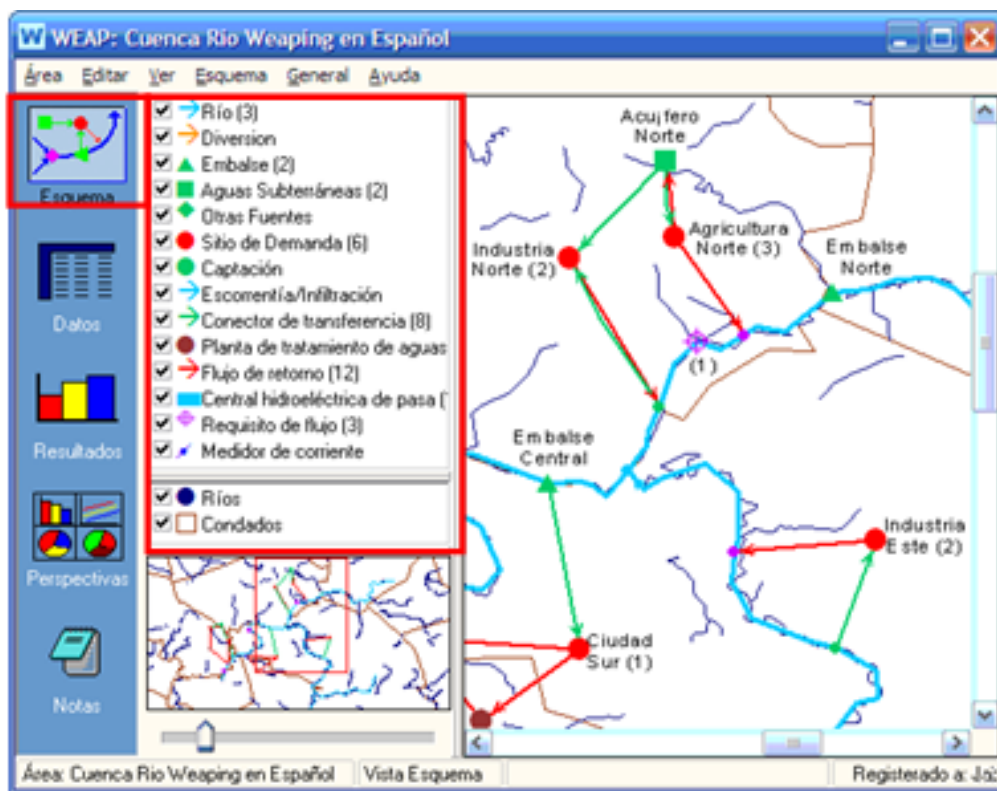 WEAP: Cuenca Rio Weaping en Español
Área Editar Ver Esquema General Ayuda
Esquema
Datos
Resultados
Perspectivas
Notas
Río (3)
Diversion
Embalse (2)
Aguas Subterráneas (2)
Otras Fuentes
Sitio de Demanda (6)
Captación
Escorrentía/Infiltración
Conector de transferencia (8)
Planta de tratamiento de aguas
Flujo de retorno (12)
Central hidroeléctrica de pasa (
Requisito de flujo (3)
Medidor de corriente
Ríos
Condados
Acu¡fero
Norte
Industria
Norte (2)
Agricultura
Norte (3)
Embalse
Norte
(1)
Embalse
Central
Industria
Este (2)
Ciudad
Sur (1)
Área: Cuenca Rio Weaping en Español Vista Esquema Registrado a: